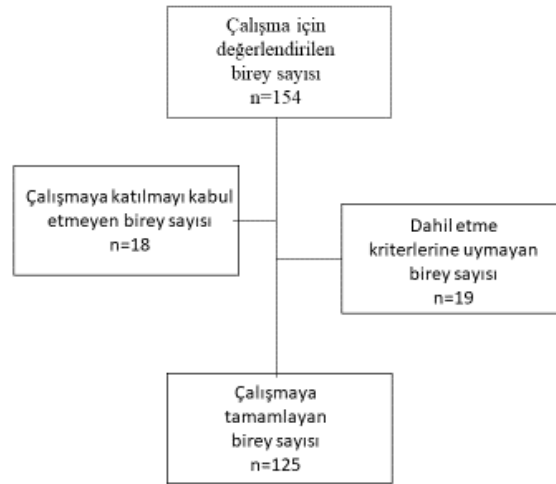 Çalışma için
değerlendirilen
birey sayısı
n=154
Çalışmaya katılmayı kabul
etmeyen birey sayısı
n=18
Dahil etme
kriterlerine uymayan
birey sayısı
n=19
Çalışmaya
tamamlayan
birey sayısı
n=125